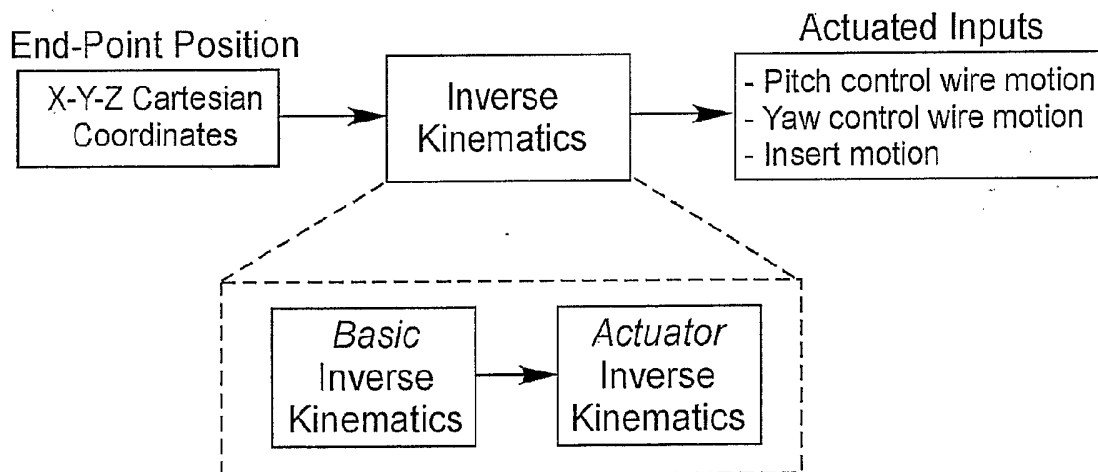 End-Point Position
X-Y-Z Cartesian
Coordinates
Inverse
Kinematics
Actuated Inputs
- Pitch control wire motion
- Yaw control wire motion
- Insert motion
Basic
Inverse
Kinematics
Actuator
Inverse
Kinematics